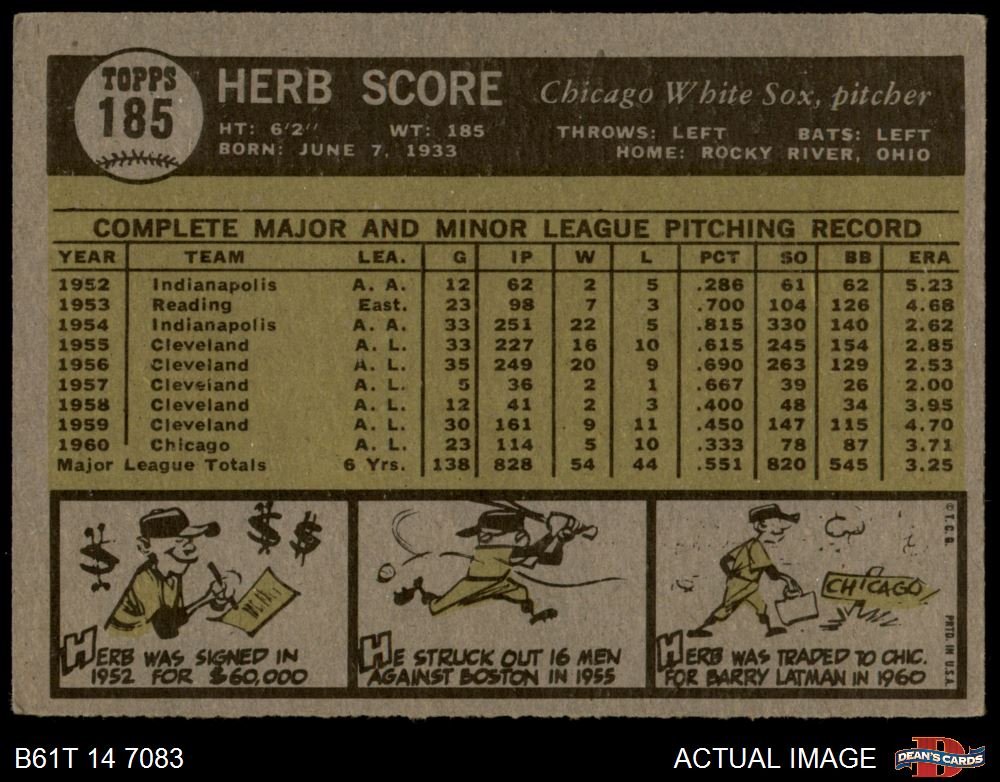 TOPPS
185
HERB SCORE
Chicago White Sox, pitcher
HT: 6'2" WT: 185 THROWS: LEFT BATS: LEFT
BORN: JUNE 7, 1933 HOME: ROCKY RIVER, OHIO
COMPLETE MAJOR AND MINOR LEAGUE PITCHING RECORD
YEAR TEAM LEA. G IP W L PCT SO BB ERA
1952 Indianapolis A. A. 12 62 2 5 .286 61 62 5.23
1953 Reading East. 23 98 7 3 .700 104 126 4.68
1954 Indianapolis A. A. 33 251 22 5 .815 330 140 2.62
1955 Cleveland A. L. 33 227 16 10 .615 245 154 2.85
1956 Cleveland A. L. 35 249 20 9 .690 263 129 2.53
1957 Cleveland A. L. 5 36 2 1 .667 39 26 2.00
1958 Cleveland A. L. 12 41 2 3 .400 48 34 3.95
1959 Cleveland A. L. 30 161 9 11 .450 147 115 4.70
1960 Chicago A. L. 23 114 5 10 .333 78 87 3.71
Major League Totals 6 Yrs. 138 828 54 44 .551 820 545 3.25
$ $ $
HERB WAS SIGNED IN
1952 FOR $60,000
HE STRUCK OUT 16 MEN
AGAINST BOSTON IN 1955
CHICAGO
HERB WAS TRADED TO CHIC.
FOR BARRY LATMAN IN 1960
© T.C.G.
PRTD. IN U.S.A.
B61T 14 7083
ACTUAL IMAGE
D
DEAN'S CARDS